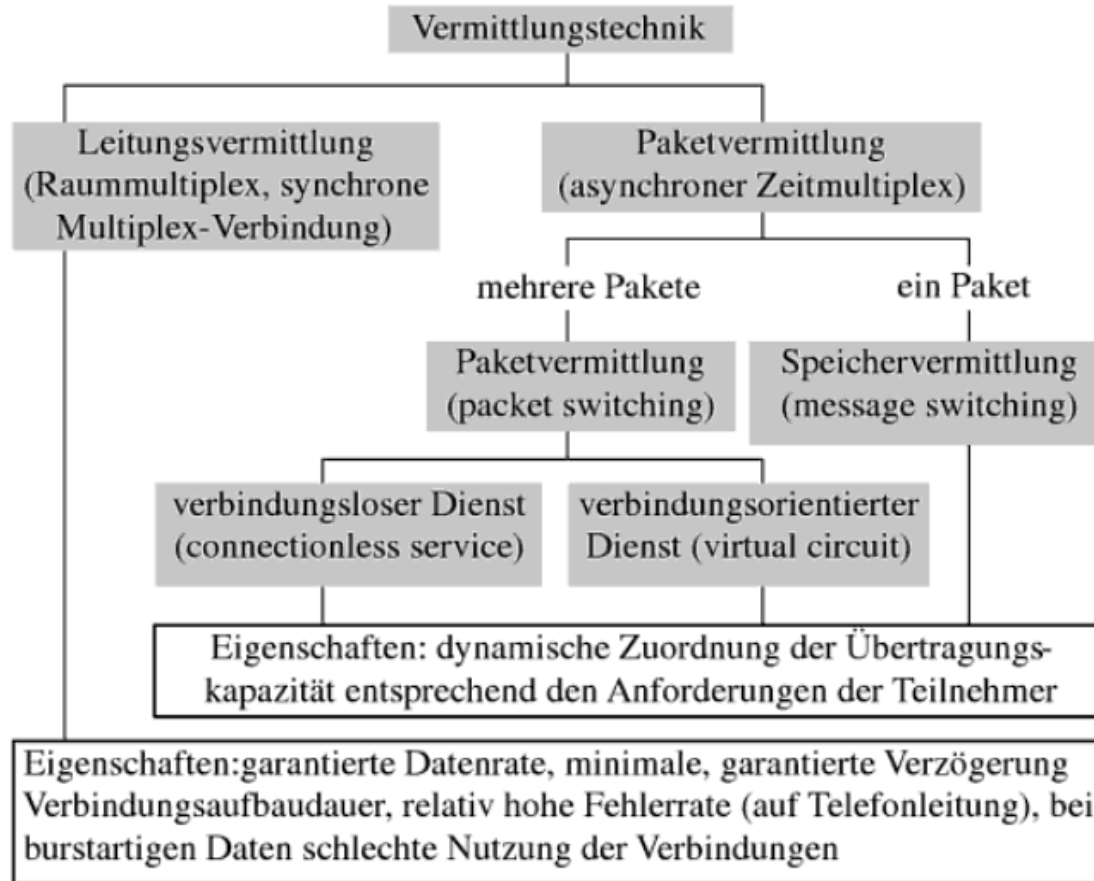 Vermittlungstechnik
Leitungsvermittlung
(Raummultiplex, synchrone
Multiplex-Verbindung)
Paketvermittlung
(asynchroner Zeitmultiplex)
mehrere Pakete
ein Paket
Paketvermittlung
(packet switching)
Speichervermittlung
(message switching)
verbindungsloser Dienst
(connectionless service)
verbindungsorientierter
Dienst (virtual circuit)
Eigenschaften: dynamische Zuordnung der Übertragungs-
kapazität entsprechend den Anforderungen der Teilnehmer
Eigenschaften:garantierte Datenrate, minimale, garantierte Verzögerung
Verbindungsaufbaudauer, relativ hohe Fehlerrate (auf Telefonleitung), bei
burstartigen Daten schlechte Nutzung der Verbindungen